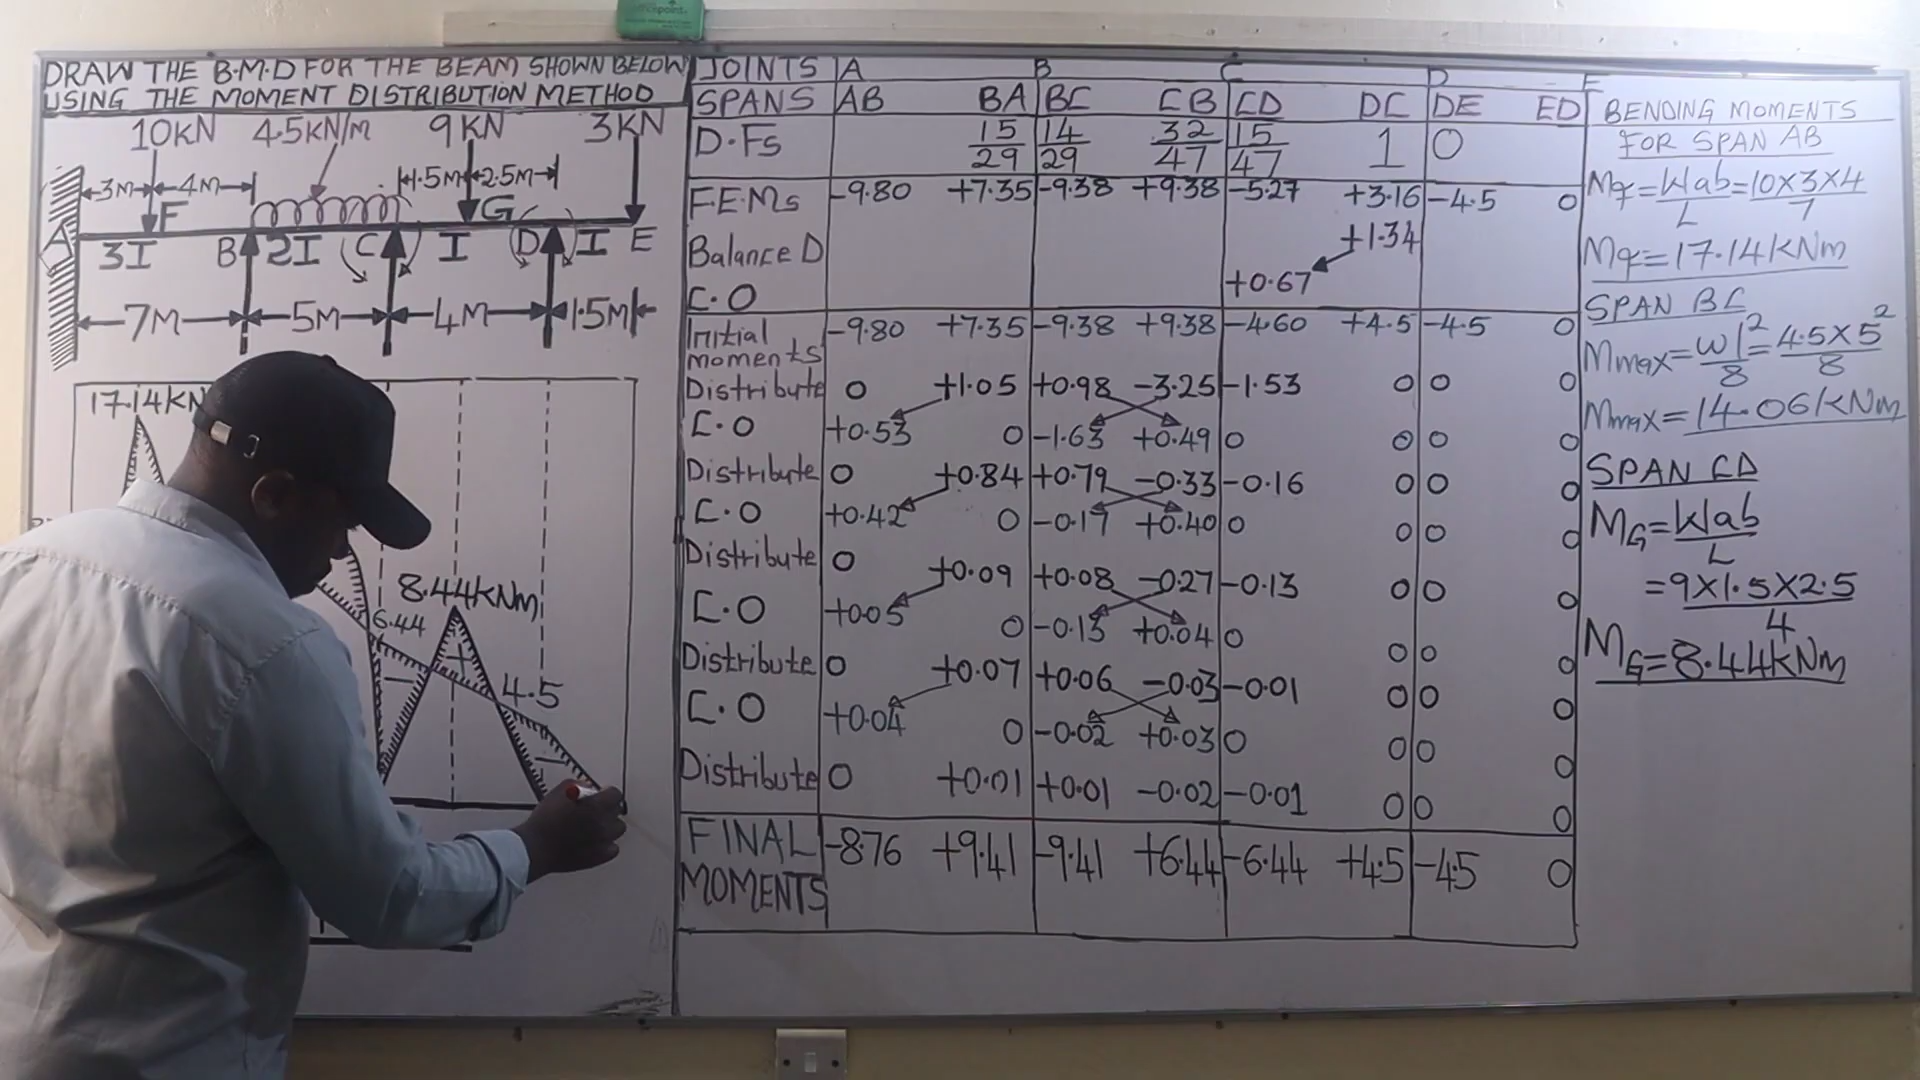 DRAW THE B.M.D FOR THE BEAM SHOWN BELOW
USING THE MOMENT DISTRIBUTION METHOD
10KN 4.5KN/m 9KN 3KN
3M 4M 1.5M 2.5M
F G
A 3I B 2I C I D I E
7M 5M 4M 1.5M
17.14KN
8.44KNm
6.44
+
4.5
JOINTS A B C D E
SPANS AB BA BC CB CD DC DE ED
D.Fs 15/29 14/29 32/47 15/47 1 0
F.E.Ms -9.80 +7.35 -9.38 +9.38 -5.27 +3.16 -4.5 0
Balance D +1.34
C.O +0.67
Initial moments -9.80 +7.35 -9.38 +9.38 -4.60 +4.5 -4.5 0
Distribute 0 +1.05 +0.98 -3.25 -1.53 0 0 0
C.O +0.53 0 -1.63 +0.49 0 0 0 0
Distribute 0 +0.84 +0.79 -0.33 -0.16 0 0 0
C.O +0.42 0 -0.17 +0.40 0 0 0 0
Distribute 0 +0.09 +0.08 -0.27 -0.13 0 0 0
C.O +0.05 0 -0.13 +0.04 0 0 0 0
Distribute 0 +0.07 +0.06 -0.03 -0.01 0 0 0
C.O +0.04 0 -0.02 +0.03 0 0 0 0
Distribute 0 +0.01 +0.01 -0.02 -0.01 0 0 0
FINAL MOMENTS -8.76 +9.41 -9.41 +6.44 -6.44 +4.5 -4.5 0
BENDING MOMENTS
FOR SPAN AB
MF=Wab/L=10×3×4/7
MF=17.14KNm
SPAN BC
Mmax=wl²/8=4.5×5²/8
Mmax=14.06KNm
SPAN CD
MG=Wab/L
=9×1.5×2.5/4
MG=8.44KNm